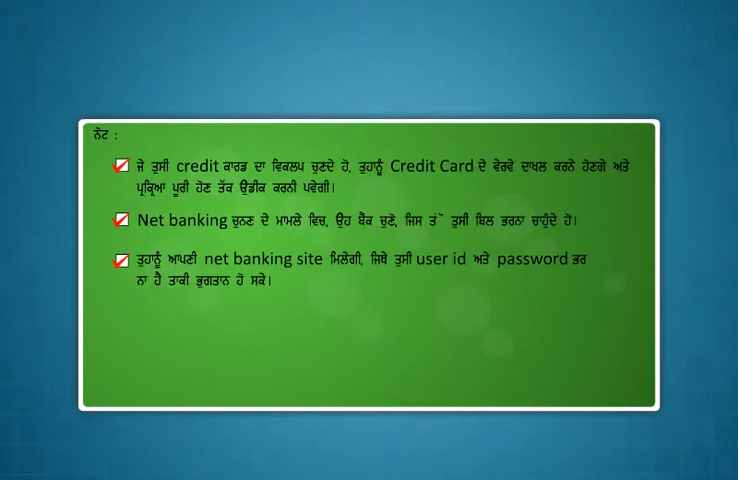 ਨੋਟ :
ਜੇ ਤੁਸੀ credit ਕਾਰਡ ਦਾ ਵਿਕਲਪ ਚੁਣਦੇ ਹੋ, ਤੁਹਾਨੂੰ Credit Card ਦੇ ਵੇਰਵੇ ਦਾਖਲ ਕਰਨੇ ਹੋਣਗੇ ਅਤੇ
ਪ੍ਰਕ੍ਰਿਆ ਪੂਰੀ ਹੋਣ ਤੱਕ ਉਡੀਕ ਕਰਨੀ ਪਵੇਗੀ।
Net banking ਚੁਨਣ ਦੇ ਮਾਮਲੇ ਵਿਚ, ਉਹ ਬੈਂਕ ਚੁਣੋ, ਜਿਸ ਤੋਂ ਤੁਸੀ ਬਿਲ ਭਰਨਾ ਚਾਹੁੰਦੇ ਹੋ।
ਤੁਹਾਨੂੰ ਆਪਣੀ net banking site ਮਿਲੇਗੀ, ਜਿਥੇ ਤੁਸੀ user id ਅਤੇ password ਭਰ
ਨਾ ਹੈ ਤਾਕੀ ਭੁਗਤਾਨ ਹੋ ਸਕੇ।